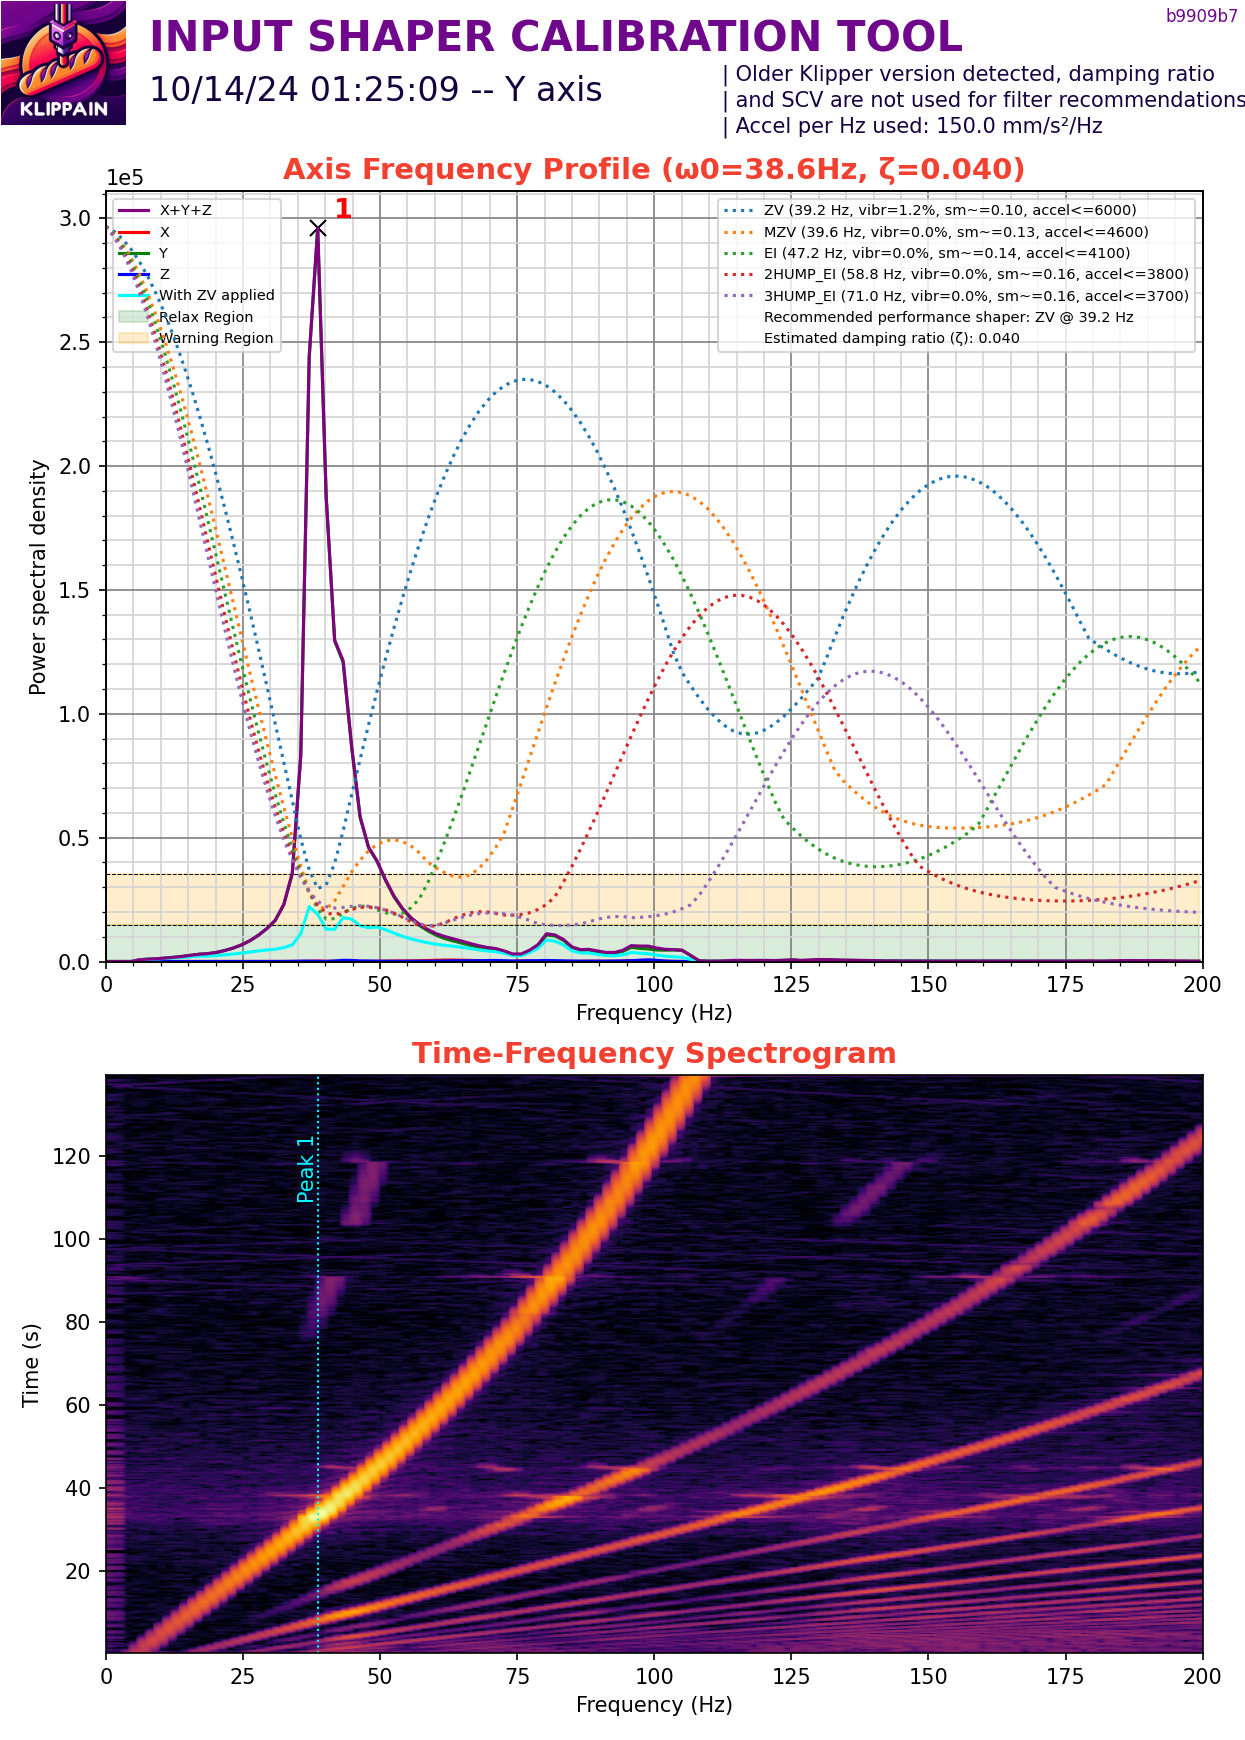 b9909b7
INPUT SHAPER CALIBRATION TOOL
10/14/24 01:25:09 -- Y axis
| Older Klipper version detected, damping ratio
| and SCV are not used for filter recommendations
| Accel per Hz used: 150.0 mm/s²/Hz
KLIPPAIN
Axis Frequency Profile (ω0=38.6Hz, ζ=0.040)
1e5
1
X+Y+Z
X
Y
Z
With ZV applied
Relax Region
Warning Region
ZV (39.2 Hz, vibr=1.2%, sm~=0.10, accel<=6000)
MZV (39.6 Hz, vibr=0.0%, sm~=0.13, accel<=4600)
EI (47.2 Hz, vibr=0.0%, sm~=0.14, accel<=4100)
2HUMP_EI (58.8 Hz, vibr=0.0%, sm~=0.16, accel<=3800)
3HUMP_EI (71.0 Hz, vibr=0.0%, sm~=0.16, accel<=3700)
Recommended performance shaper: ZV @ 39.2 Hz
Estimated damping ratio (ζ): 0.040
Power spectral density
3.0
2.5
2.0
1.5
1.0
0.5
0.0
0 25 50 75 100 125 150 175 200
Frequency (Hz)
Time-Frequency Spectrogram
Peak 1
Time (s)
120
100
80
60
40
20
0 25 50 75 100 125 150 175 200
Frequency (Hz)